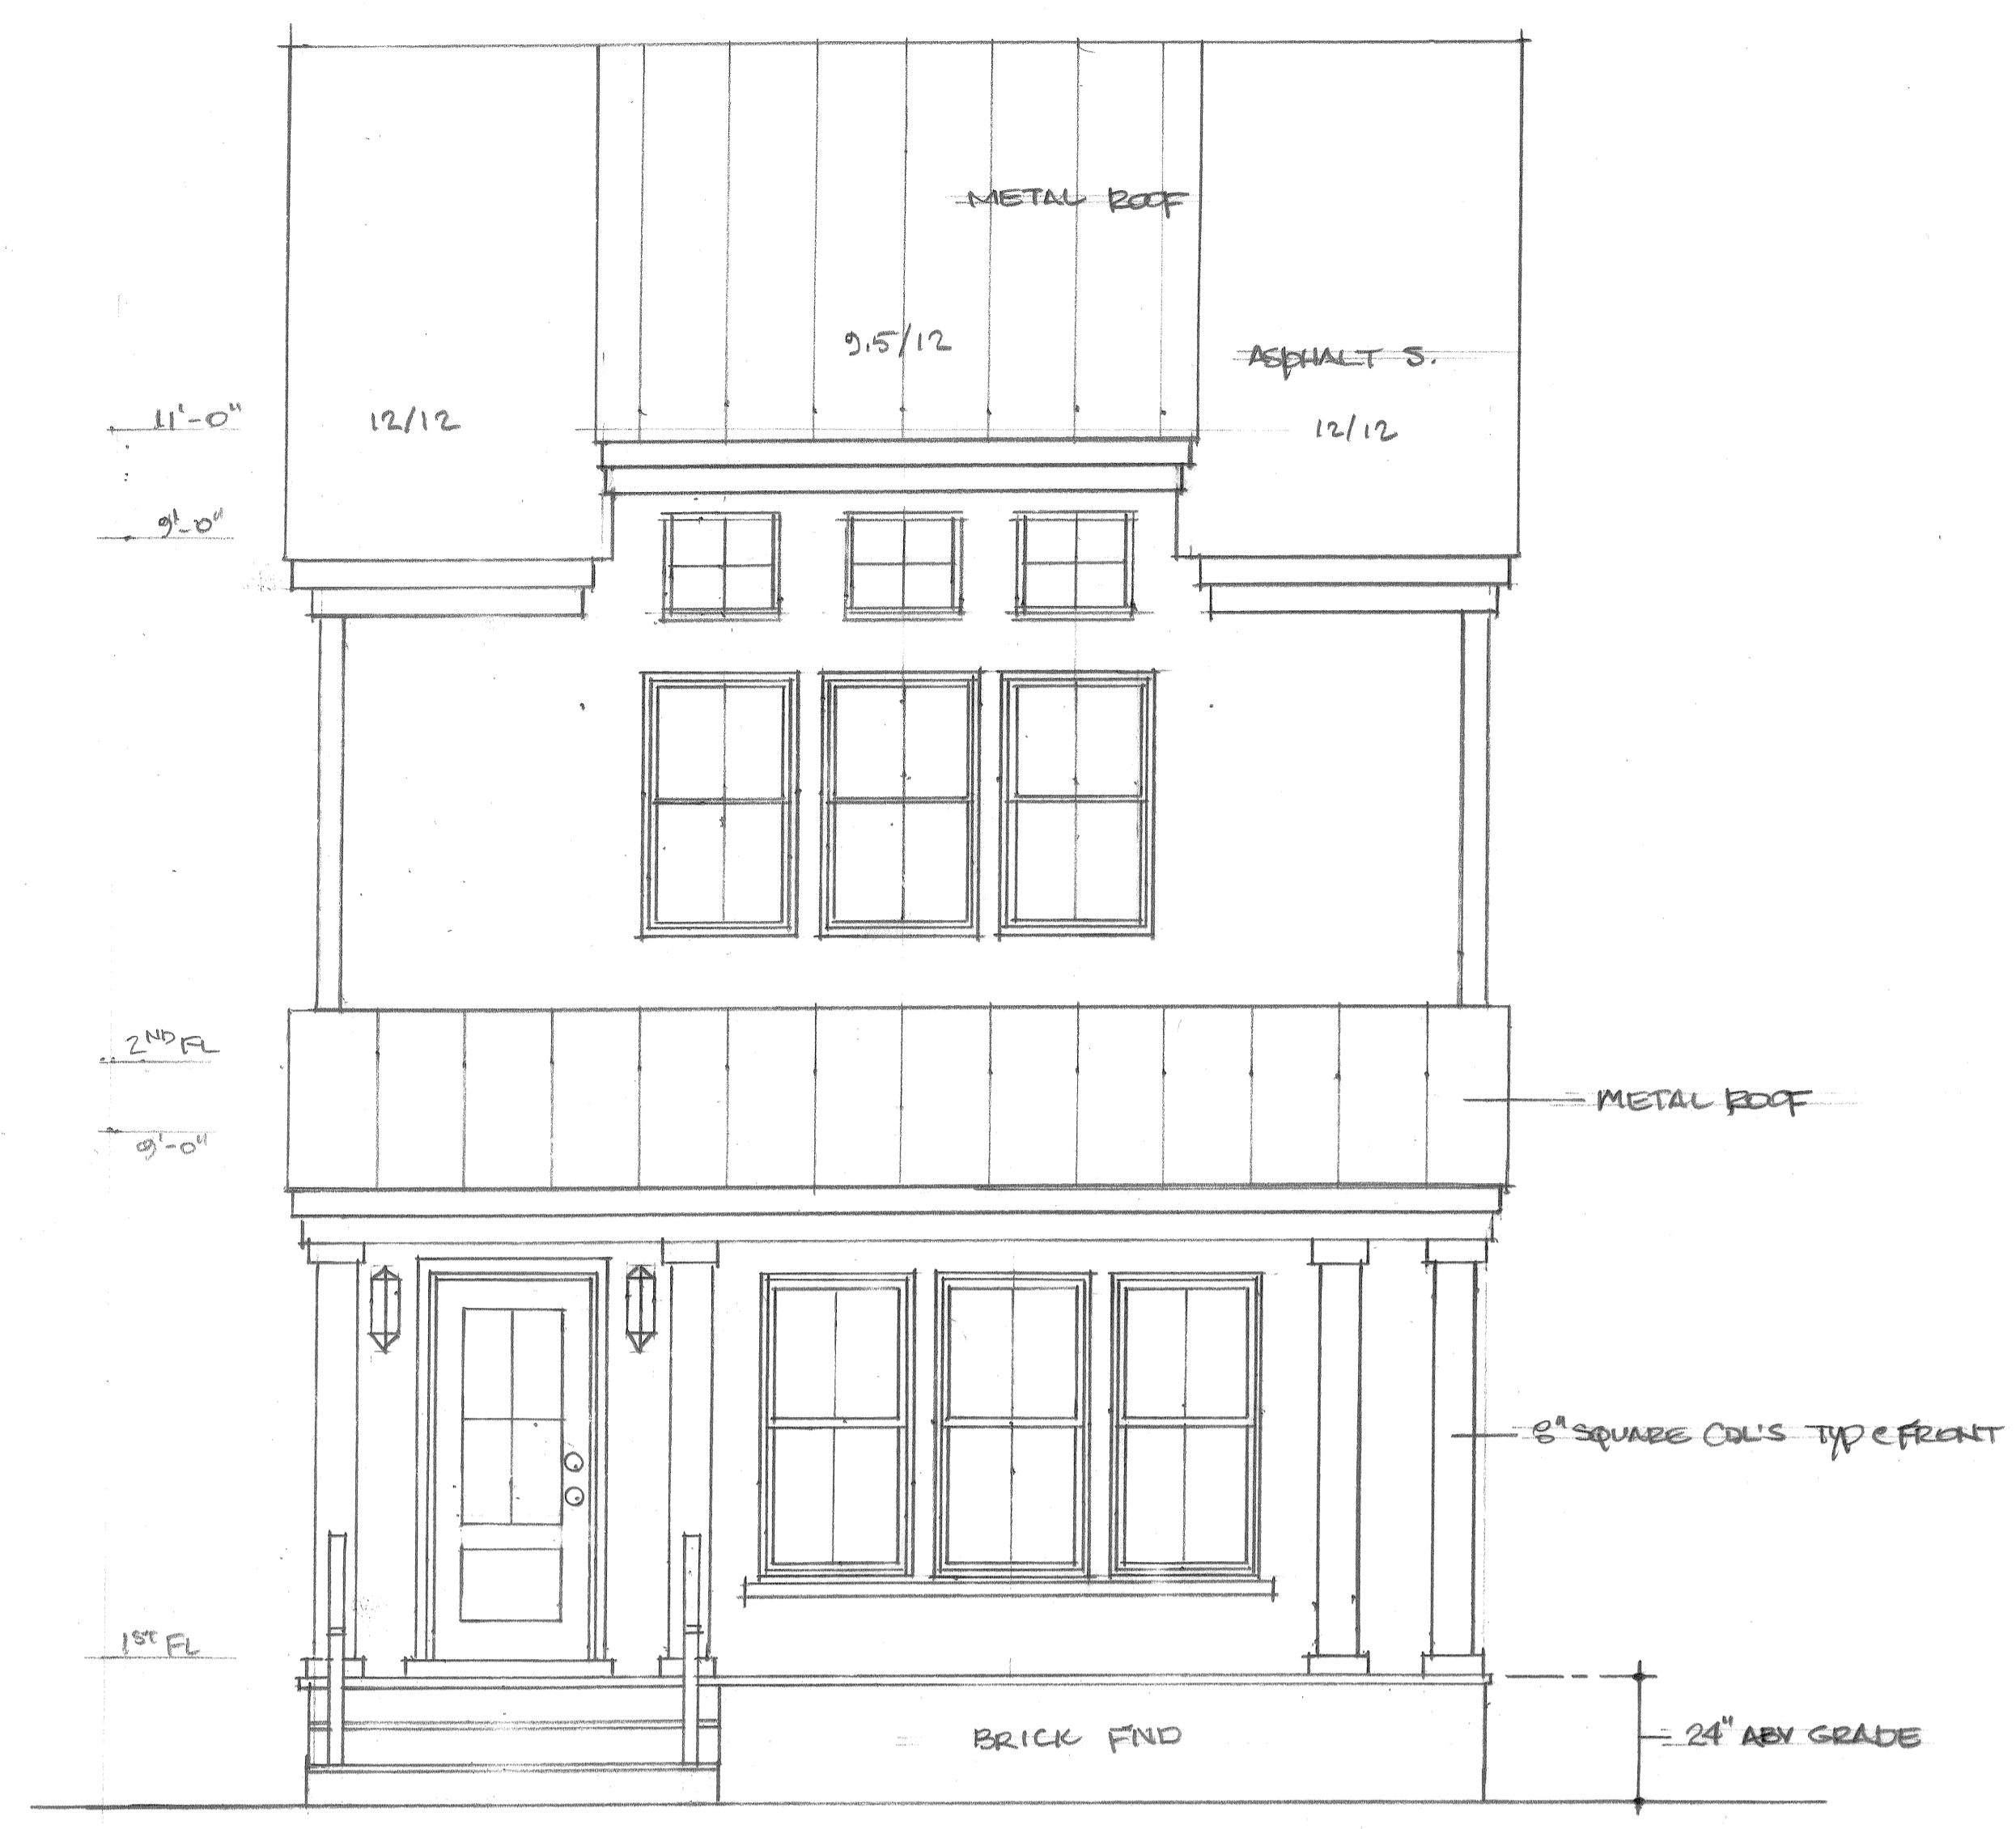 METAL ROOF
9.5/12
ASPHALT S.
11'-0"
12/12
12/12
9'-0"
2ND FL
METAL ROOF
9'-0"
8" SQUARE COL'S TYP @ FRONT
1ST FL
BRICK FND
24" ABV GRADE